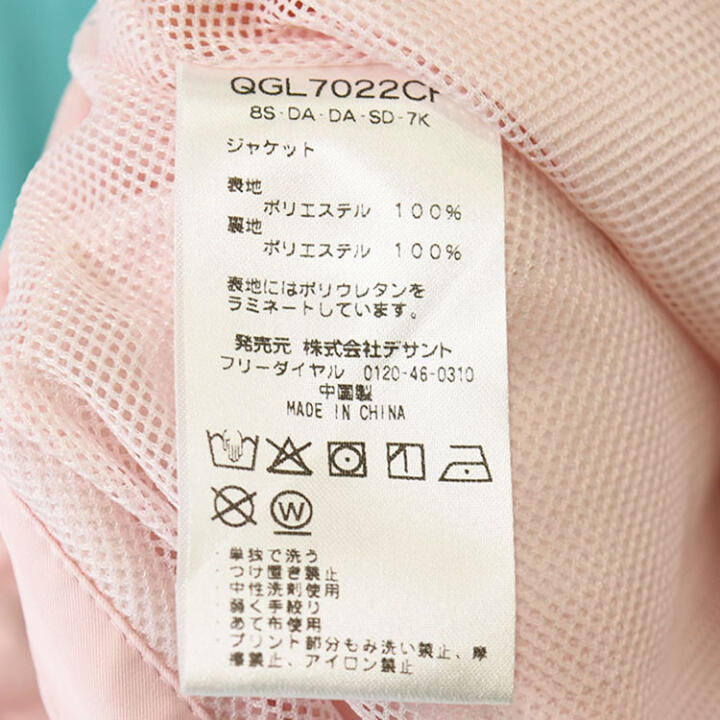 QGL7022CF
8S-DA-DA-SD-7K
ジャケット
表地
ポリエステル 100%
裏地
ポリエステル 100%
表地にはポリウレタンを
ラミネートしています。
発売元 株式会社デサント
フリーダイヤル 0120-46-0310
中国製
MADE IN CHINA
W
・単独で洗う
・つけ置き禁止
・中性洗剤使用
・弱く手絞り
・あて布使用
・プリント部分もみ洗い禁止、摩
擦禁止、アイロン禁止